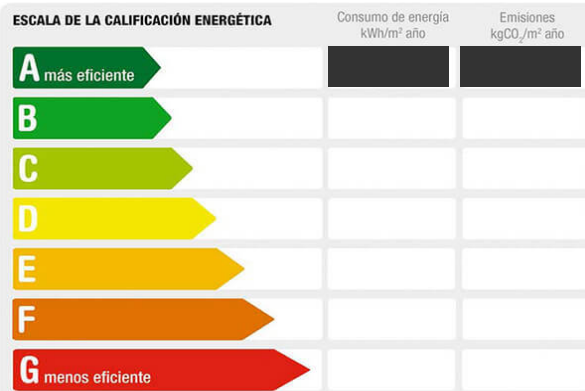 ESCALA DE LA CALIFICACIÓN ENERGÉTICA
Consumo de energía
kWh/m² año
Emisiones
kgCO₂/m² año
A más eficiente
B
C
D
E
F
G menos eficiente